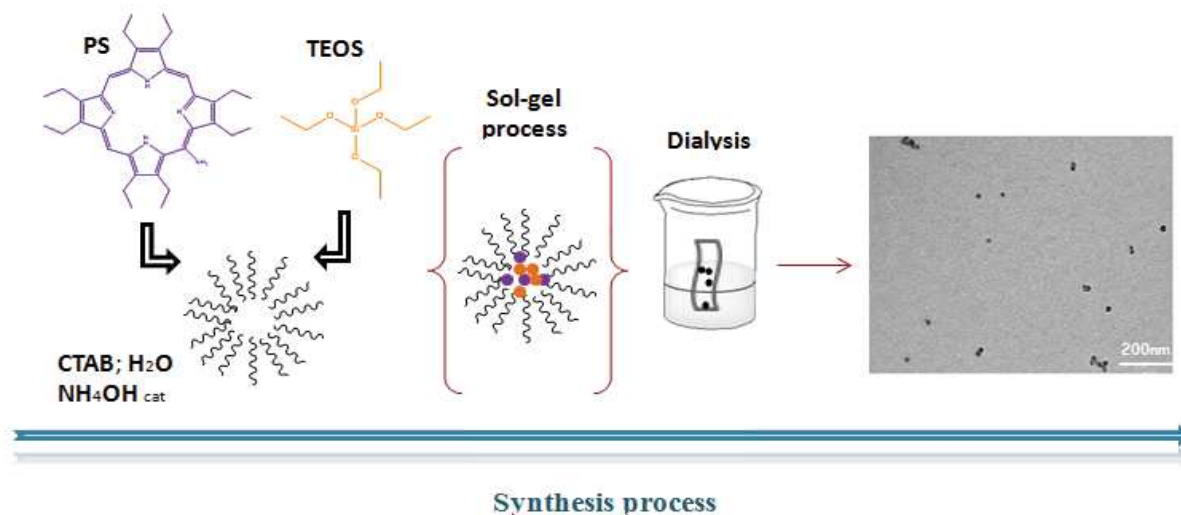 PS
TEOS
Sol-gel
process
Dialysis
CTAB; H₂O
NH₄OH cat
200nm
Synthesis process